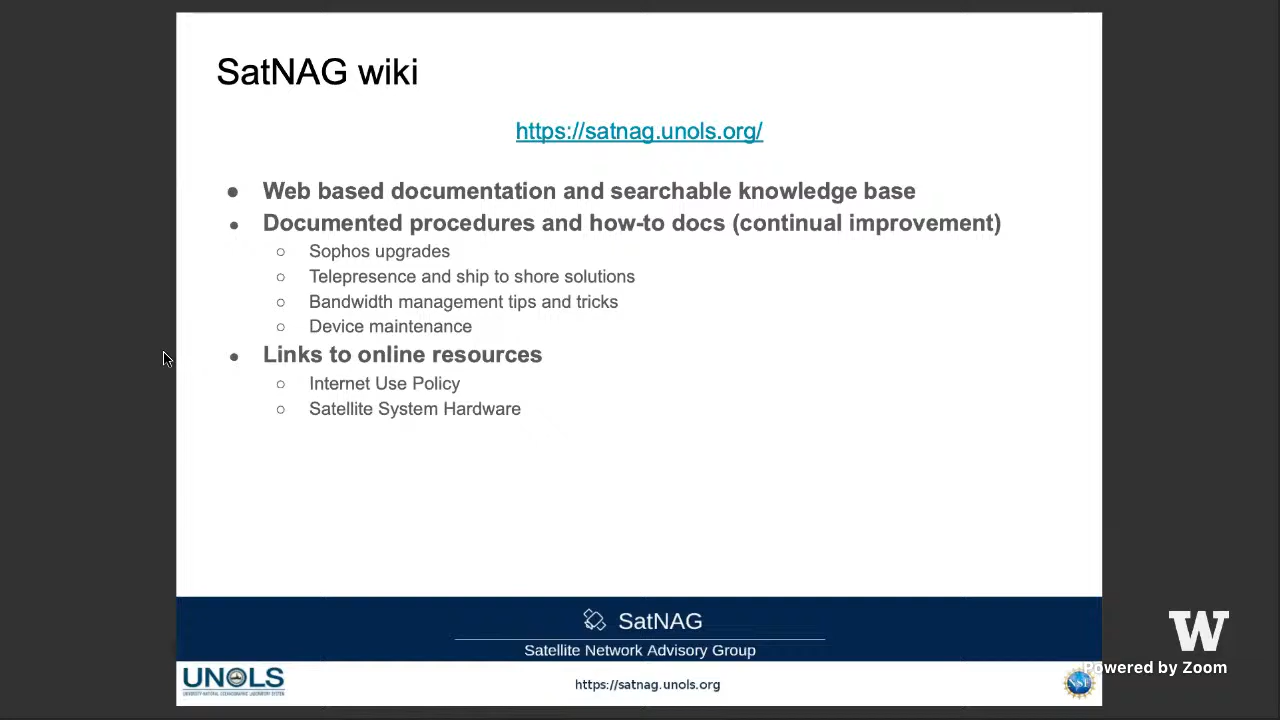 SatNAG wiki
https://satnag.unols.org/
● Web based documentation and searchable knowledge base
● Documented procedures and how-to docs (continual improvement)
○ Sophos upgrades
○ Telepresence and ship to shore solutions
○ Bandwidth management tips and tricks
○ Device maintenance
● Links to online resources
○ Internet Use Policy
○ Satellite System Hardware
SatNAG
Satellite Network Advisory Group
UNOLS
UNIVERSITY-NATIONAL OCEANOGRAPHIC LABORATORY SYSTEM
https://satnag.unols.org
NSF
W
Powered by Zoom